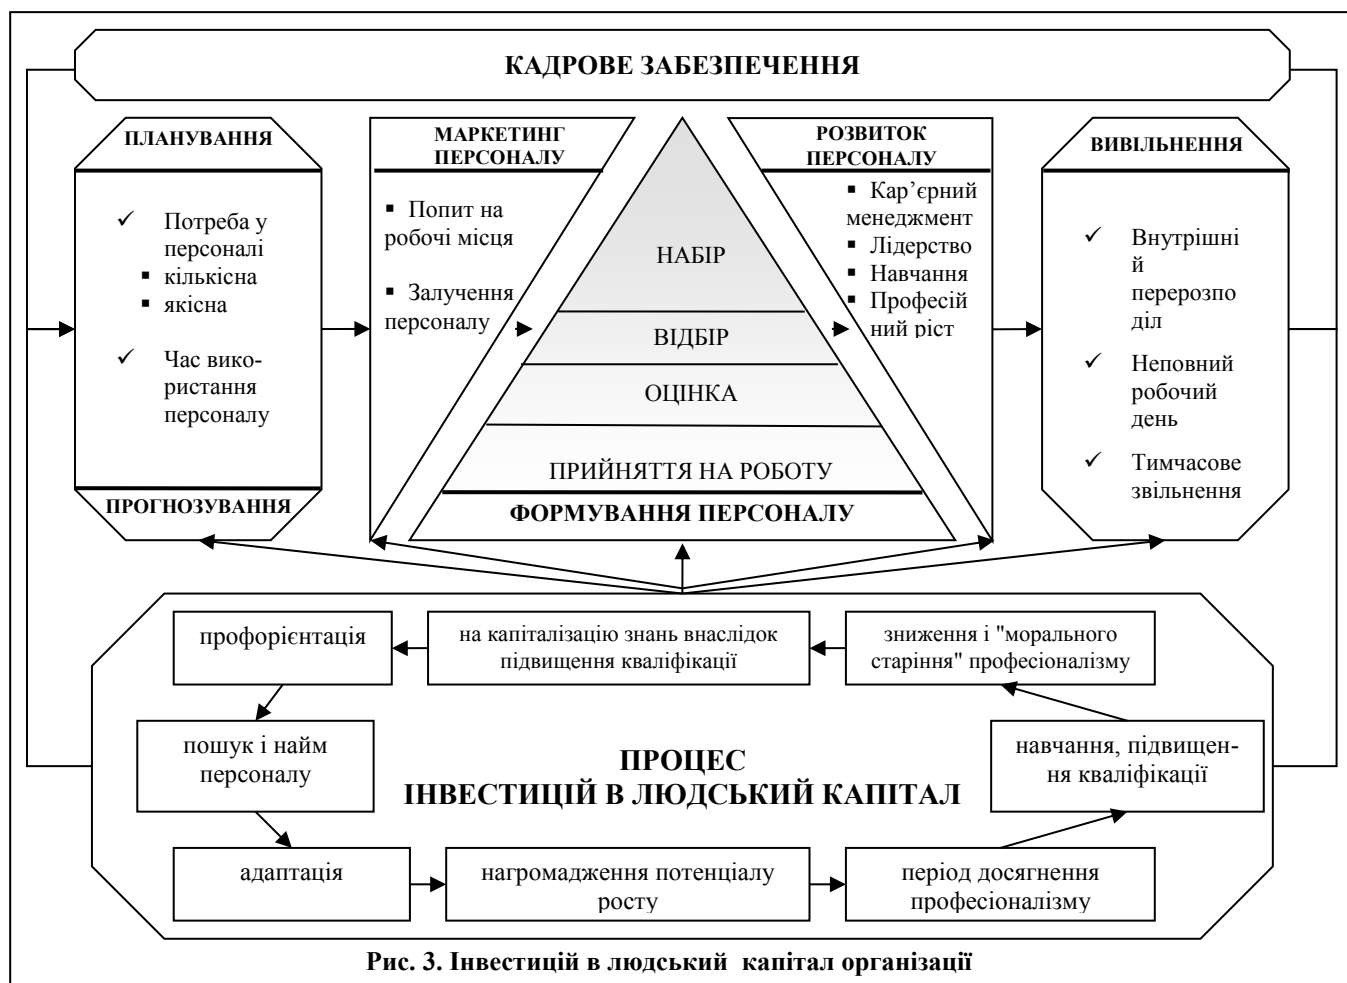 КАДРОВЕ ЗАБЕЗПЕЧЕННЯ
ПЛАНУВАННЯ
✓ Потреба у
персоналі
▪ кількісна
▪ якісна
✓ Час вико-
ристання
персоналу
ПРОГНОЗУВАННЯ
МАРКЕТИНГ
ПЕРСОНАЛУ
▪ Попит на
робочі місця
▪ Залучення
персоналу
НАБІР
ВІДБІР
ОЦІНКА
ПРИЙНЯТТЯ НА РОБОТУ
ФОРМУВАННЯ ПЕРСОНАЛУ
РОЗВИТОК
ПЕРСОНАЛУ
▪ Кар’єрний
менеджмент
▪ Лідерство
▪ Навчання
▪ Професій
ний ріст
ВИВІЛЬНЕННЯ
✓ Внутрішні
й
перерозпо
діл
✓ Неповний
робочий
день
✓ Тимчасове
звільнення
профорієнтація
на капіталізацію знань внаслідок
підвищення кваліфікації
зниження і "морального
старіння" професіоналізму
пошук і найм
персоналу
ПРОЦЕС
ІНВЕСТИЦІЙ В ЛЮДСЬКИЙ КАПІТАЛ
навчання, підвищен-
ня кваліфікації
адаптація
нагромадження потенціалу
росту
період досягнення
професіоналізму
Рис. 3. Інвестицій в людський капітал організації